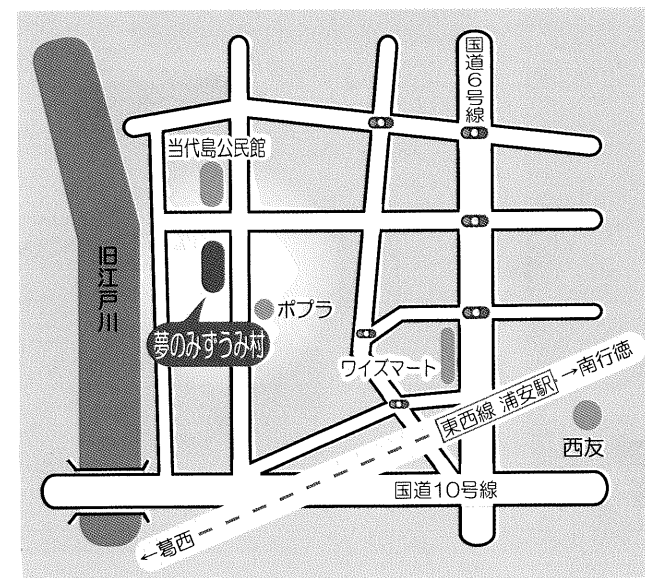 国道6号線
当代島公民館
旧江戸川
ポプラ
夢のみずうみ村
ワイズマート
東西線 浦安駅
→南行徳
西友
国道10号線
←葛西